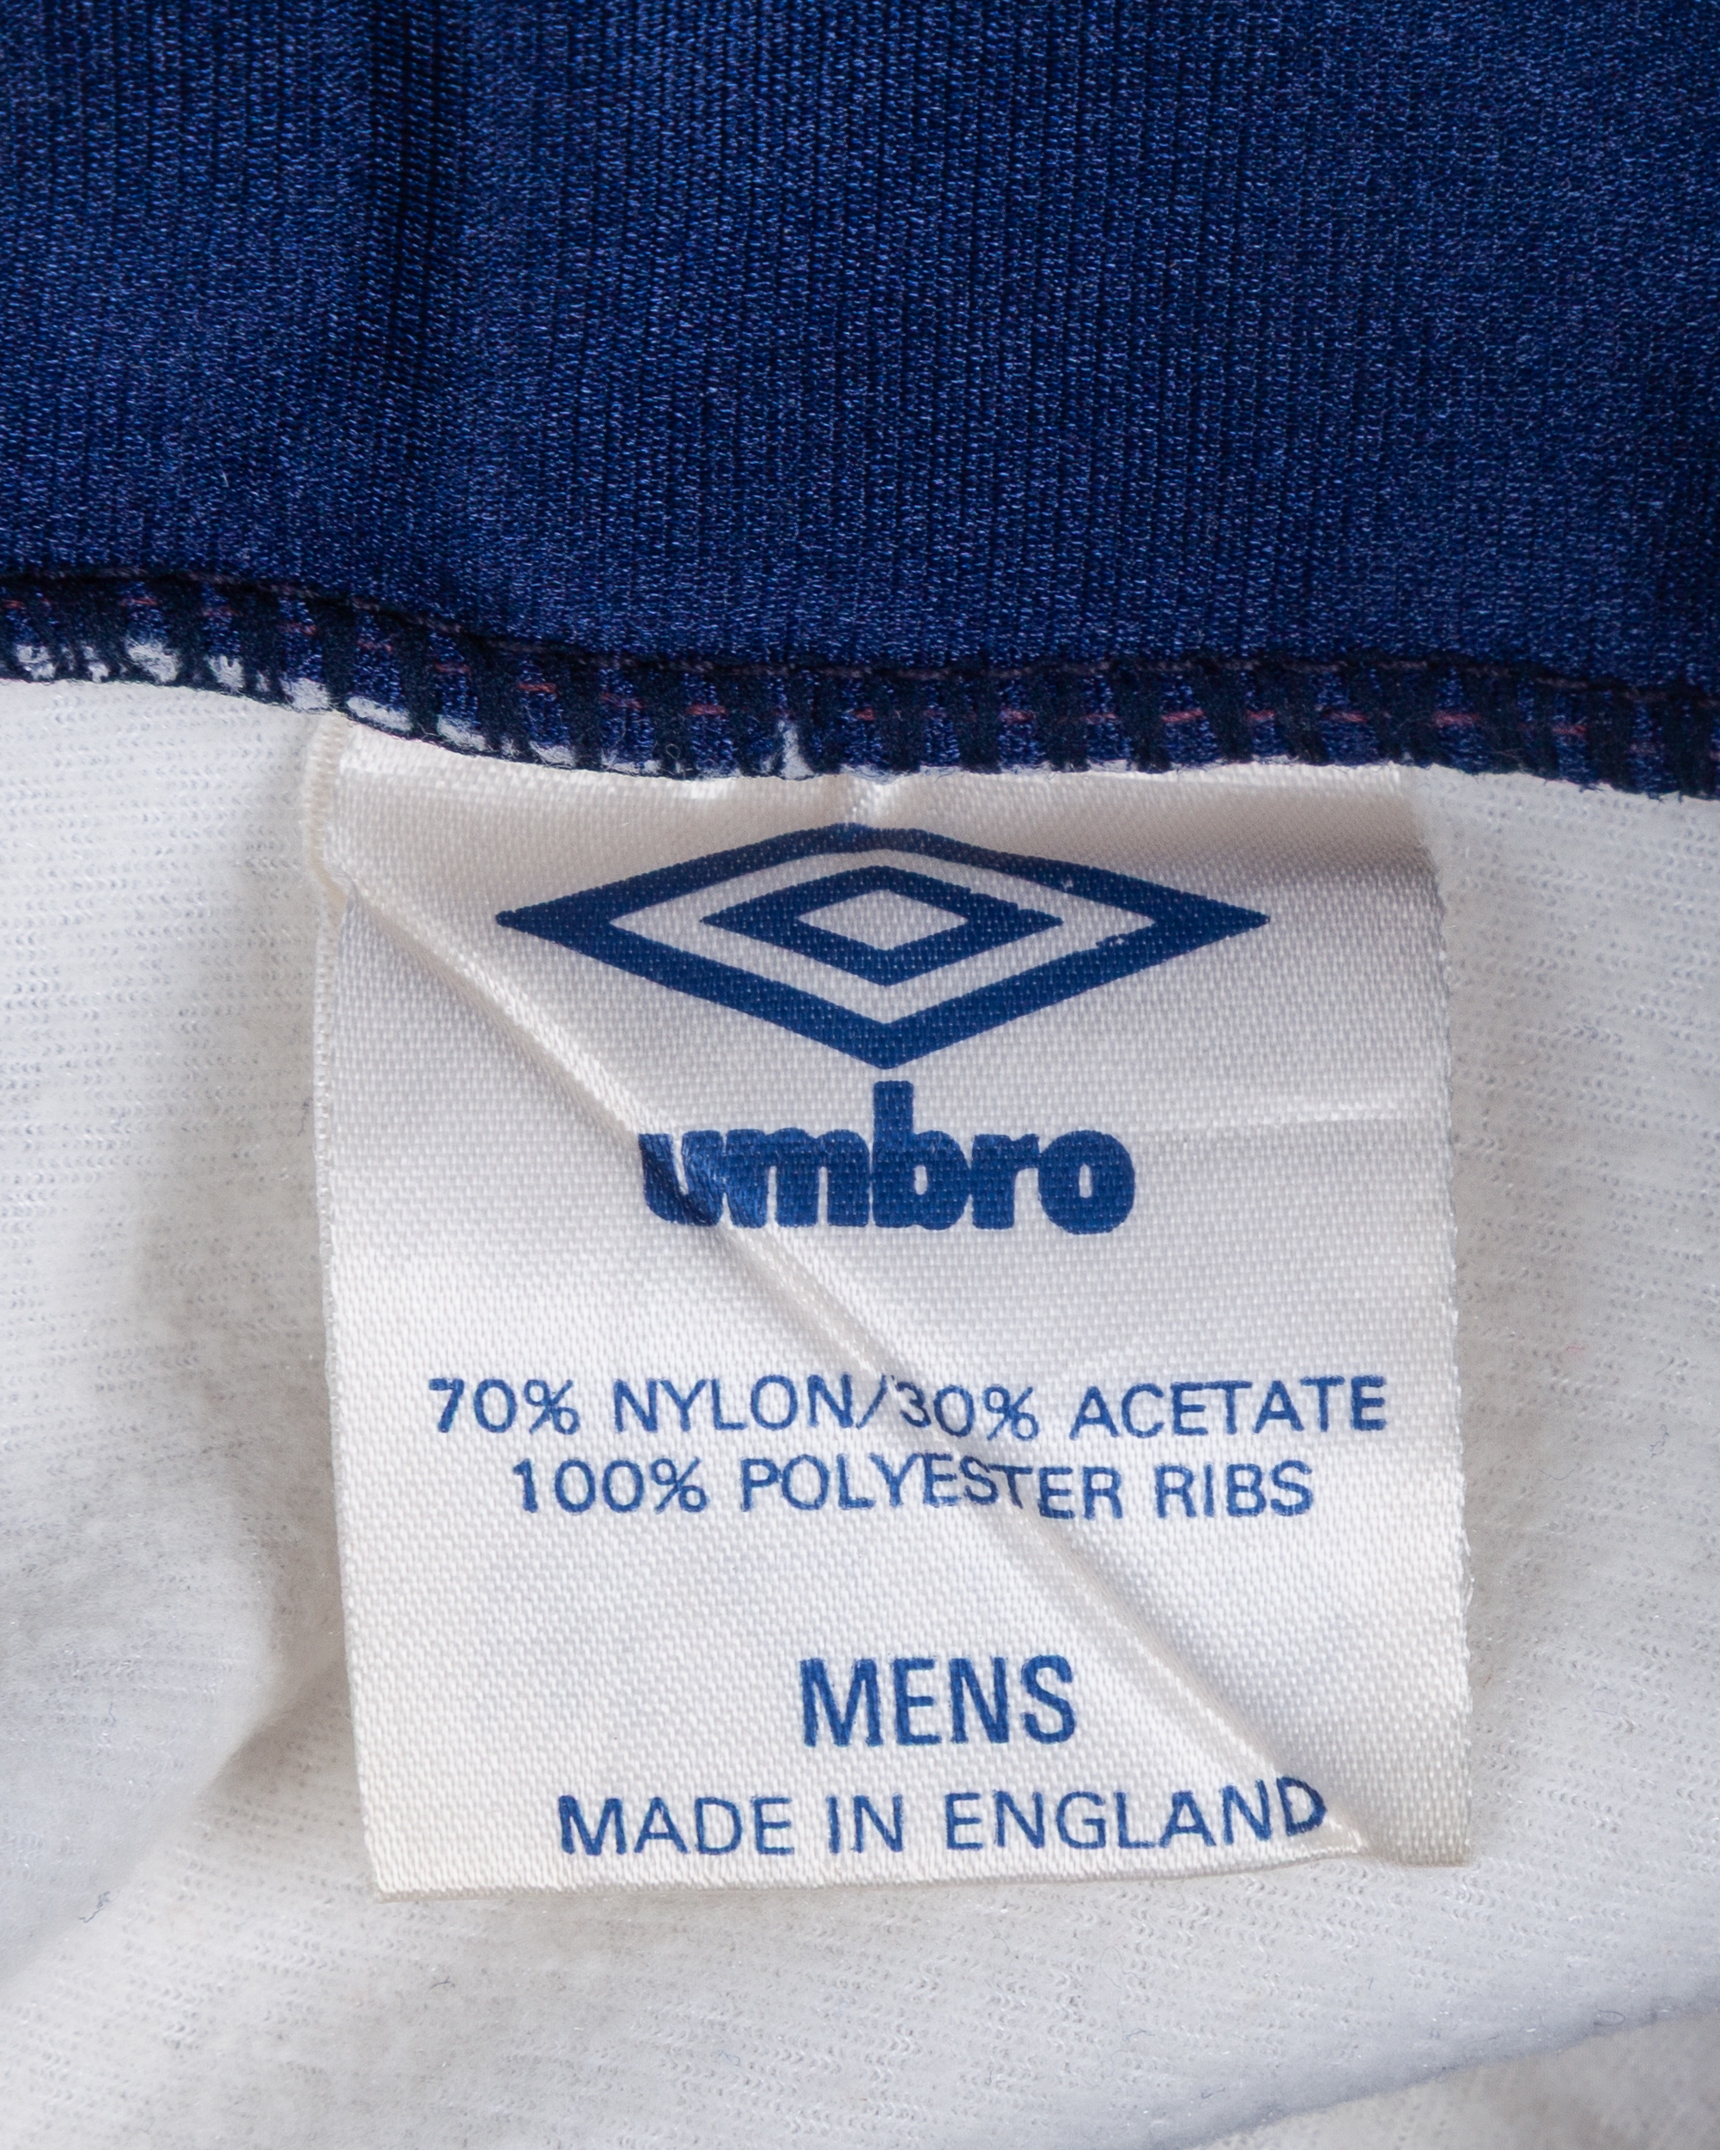 umbro
70% NYLON/30% ACETATE
100% POLYESTER RIBS
MENS
MADE IN ENGLAND